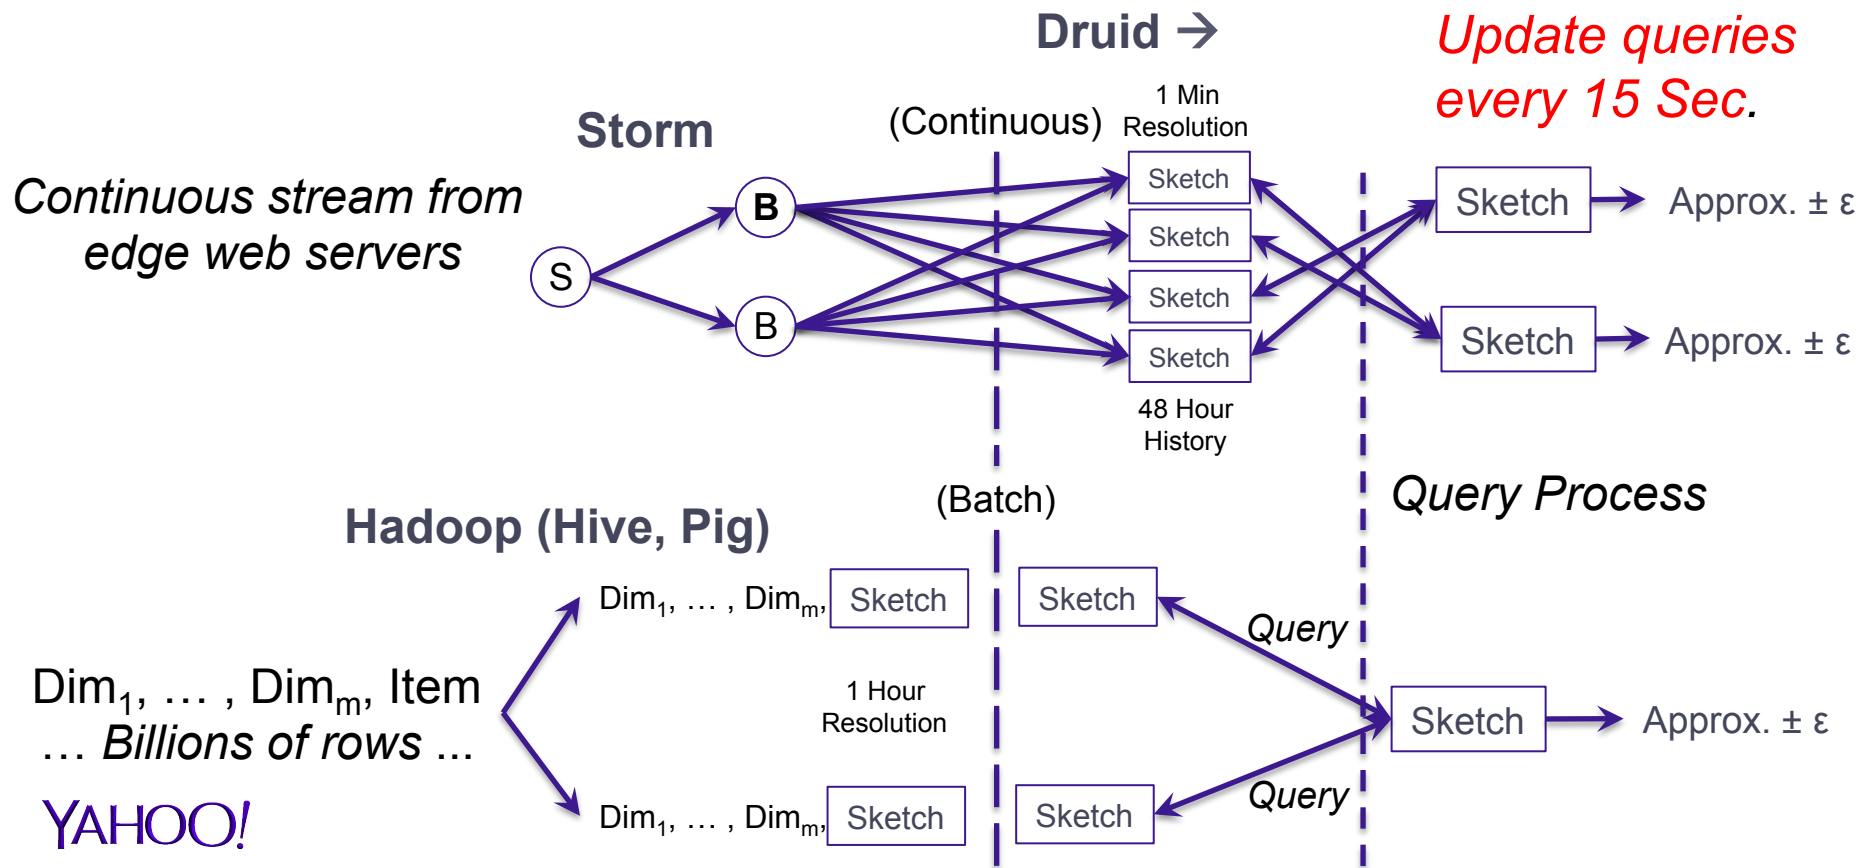 Druid →
Update queries
every 15 Sec.
Storm
(Continuous)
1 Min
Resolution
Continuous stream from
edge web servers
S
B
B
Sketch
Sketch
Sketch
Sketch
48 Hour
History
Sketch
Approx. ± ε
Sketch
Approx. ± ε
(Batch)
Query Process
Hadoop (Hive, Pig)
Dim₁, … , Dimₘ, Item
… Billions of rows ...
Dim₁, … , Dimₘ,
Sketch
Sketch
1 Hour
Resolution
Dim₁, … , Dimₘ,
Sketch
Sketch
Query
Query
Sketch
Approx. ± ε
YAHOO!